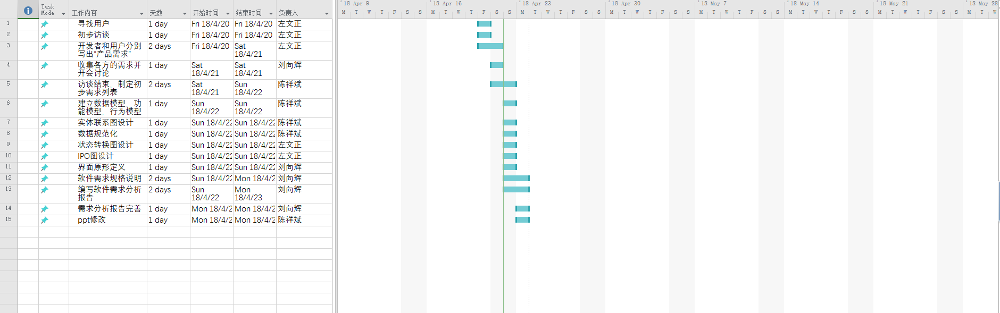 Task Mode 工作内容 天数 开始时间 结束时间 负责人
18 Apr 9 18 Apr 16 18 Apr 23 18 Apr 30 18 May 7 18 May 14 18 May 21 18 May 28
M T W T F S S M T W T F S S M T W T F S S M T W T F S S M T W T F S S M T W T F S S M T W T F S S M T W
1 寻找用户 1 day Fri 18/4/20 Fri 18/4/20 左文正
2 初步访谈 1 day Fri 18/4/20 Fri 18/4/20 左文正
3 开发者和用户分别 2 days Fri 18/4/20 Sat 左文正
写出“产品需求” 18/4/21
4 收集各方的需求并 1 day Sat Sat 刘向辉
开会讨论 18/4/21 18/4/21
5 访谈结束，制定初 2 days Sat Sun 陈祥斌
步需求列表 18/4/21 18/4/22
6 建立数据模型，功 1 day Sun Sun 陈祥斌
能模型，行为模型 18/4/22 18/4/22
7 实体联系图设计 1 day Sun 18/4/22 Sun 18/4/22 陈祥斌
8 数据规范化 1 day Sun 18/4/22 Sun 18/4/22 陈祥斌
9 状态转换图设计 1 day Sun 18/4/22 Sun 18/4/22 左文正
10 IPO图设计 1 day Sun 18/4/22 Sun 18/4/22 左文正
11 界面原形定义 1 day Sun 18/4/22 Sun 18/4/22 刘向辉
12 软件需求规格说明 2 days Sun 18/4/22 Mon 18/4/2 刘向辉
13 编写软件需求分析 2 days Sun Mon 刘向辉
报告 18/4/22 18/4/23
14 需求分析报告完善 1 day Mon 18/4/2 Mon 18/4/2 刘向辉
15 ppt修改 1 day Mon 18/4/2 Mon 18/4/2 陈祥斌